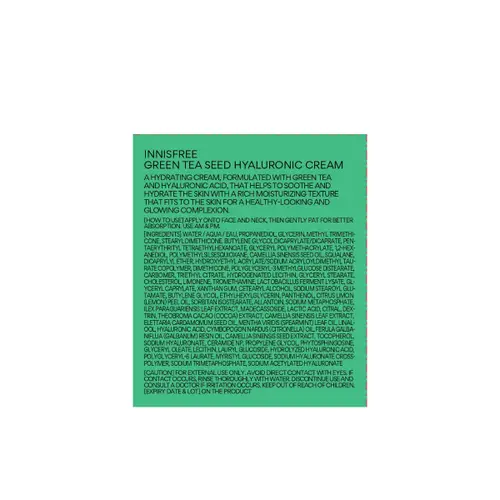 INNISFREE
GREEN TEA SEED HYALURONIC CREAM
A HYDRATING CREAM, FORMULATED WITH GREEN TEA
AND HYALURONIC ACID, THAT HELPS TO SOOTHE AND
HYDRATE THE SKIN WITH A RICH MOISTURIZING TEXTURE
THAT FITS TO THE SKIN FOR A HEALTHY-LOOKING AND
GLOWING COMPLEXION.
[HOW TO USE] APPLY ONTO FACE AND NECK, THEN GENTLY PAT FOR BETTER
ABSORPTION. USE AM & PM.
[INGREDIENTS] WATER / AQUA / EAU, PROPANEDIOL, GLYCERIN, METHYL TRIMETHI-
CONE, STEARYL DIMETHICONE, BUTYLENE GLYCOL DICAPRYLATE/DICAPRATE, PEN-
TAERYTHRITYL TETRAETHYLHEXANOATE, GLYCERYL POLYMETHACRYLATE, 1,2-HEX-
ANEDIOL, POLYMETHYLSILSESQUIOXANE, CAMELLIA SINENSIS SEED OIL, SQUALANE,
DICAPRYLYL ETHER, HYDROXYETHYL ACRYLATE/SODIUM ACRYLOYLDIMETHYL TAU-
RATE COPOLYMER, DIMETHICONE, POLYGLYCERYL-3 METHYLGLUCOSE DISTEARATE,
CARBOMER, TRIETHYL CITRATE, HYDROGENATED LECITHIN, GLYCERYL STEARATE,
CHOLESTEROL, LIMONENE, TROMETHAMINE, LACTOBACILLUS FERMENT LYSATE, GL-
YCERYL CAPRYLATE, XANTHAN GUM, CETEARYL ALCOHOL, SODIUM STEAROYL GLU-
TAMATE, BUTYLENE GLYCOL, ETHYLHEXYLGLYCERIN, PANTHENOL, CITRUS LIMON
(LEMON) PEEL OIL, SORBITAN ISOSTEARATE, ALLANTOIN, SODIUM METAPHOSPHATE,
ILEX PARAGUARIENSIS LEAF EXTRACT, MADECASSOSIDE, LACTIC ACID, CITRAL, DEX-
TRIN, THEOBROMA CACAO (COCOA) EXTRACT, CAMELLIA SINENSIS LEAF EXTRACT,
ELETTARIA CARDAMOMUM SEED OIL, MENTHA VIRIDIS (SPEARMINT) LEAF OIL, LINAL-
OOL, HYALURONIC ACID, CYMBOPOGON NARDUS (CITRONELLA) OIL, FERULA GALBA-
NIFLUA (GALBANUM) RESIN OIL, CAMELLIA SINENSIS SEED EXTRACT, TOCOPHEROL,
SODIUM HYALURONATE, CERAMIDE NP, PROPYLENE GLYCOL, PHYTOSPHINGOSINE,
GLYCERYL OLEATE, LECITHIN, LAURYL GLUCOSIDE, HYDROLYZED HYALURONIC ACID,
POLYGLYCERYL-6 LAURATE, MYRISTYL GLUCOSIDE, SODIUM HYALURONATE CROSS-
POLYMER, SODIUM TRIMETAPHOSPHATE, SODIUM ACETYLATED HYALURONATE
[CAUTION] FOR EXTERNAL USE ONLY. AVOID DIRECT CONTACT WITH EYES. IF
CONTACT OCCURS, RINSE THOROUGHLY WITH WATER. DISCONTINUE USE AND
CONSULT A DOCTOR IF IRRITATION OCCURS. KEEP OUT OF REACH OF CHILDREN.
[EXPIRY DATE & LOT] ON THE PRODUCT